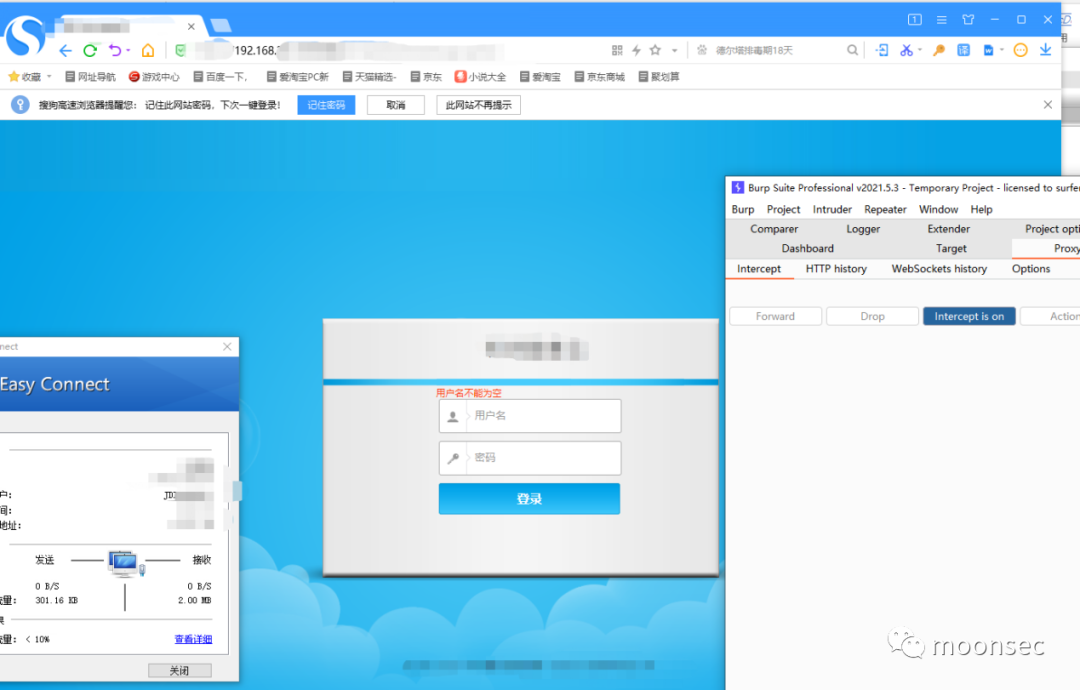 192.168.
德尔塔排毒期18天
收藏 网址导航 游戏中心 百度一下, 爱淘宝PC新 天猫精选- 京东 小说大全 爱淘宝 京东商城 聚划算
搜狗高速浏览器提醒您: 记住此网站密码, 下次一键登录! 记住密码 取消 此网站不再提示
Burp Suite Professional v2021.5.3 - Temporary Project - licensed to surfer
Burp Project Intruder Repeater Window Help
Comparer Logger Extender Project opti
Dashboard Target Proxy
Intercept HTTP history WebSockets history Options
Forward Drop Intercept is on Action
nect
Easy Connect
户:
间:
地址:
发送 接收
0 B/S 0 B/S
流量: 301.16 KB 2.00 MB
流量: < 10% 查看详细
关闭
用户名不能为空
用户名
密码
登录
moonsec